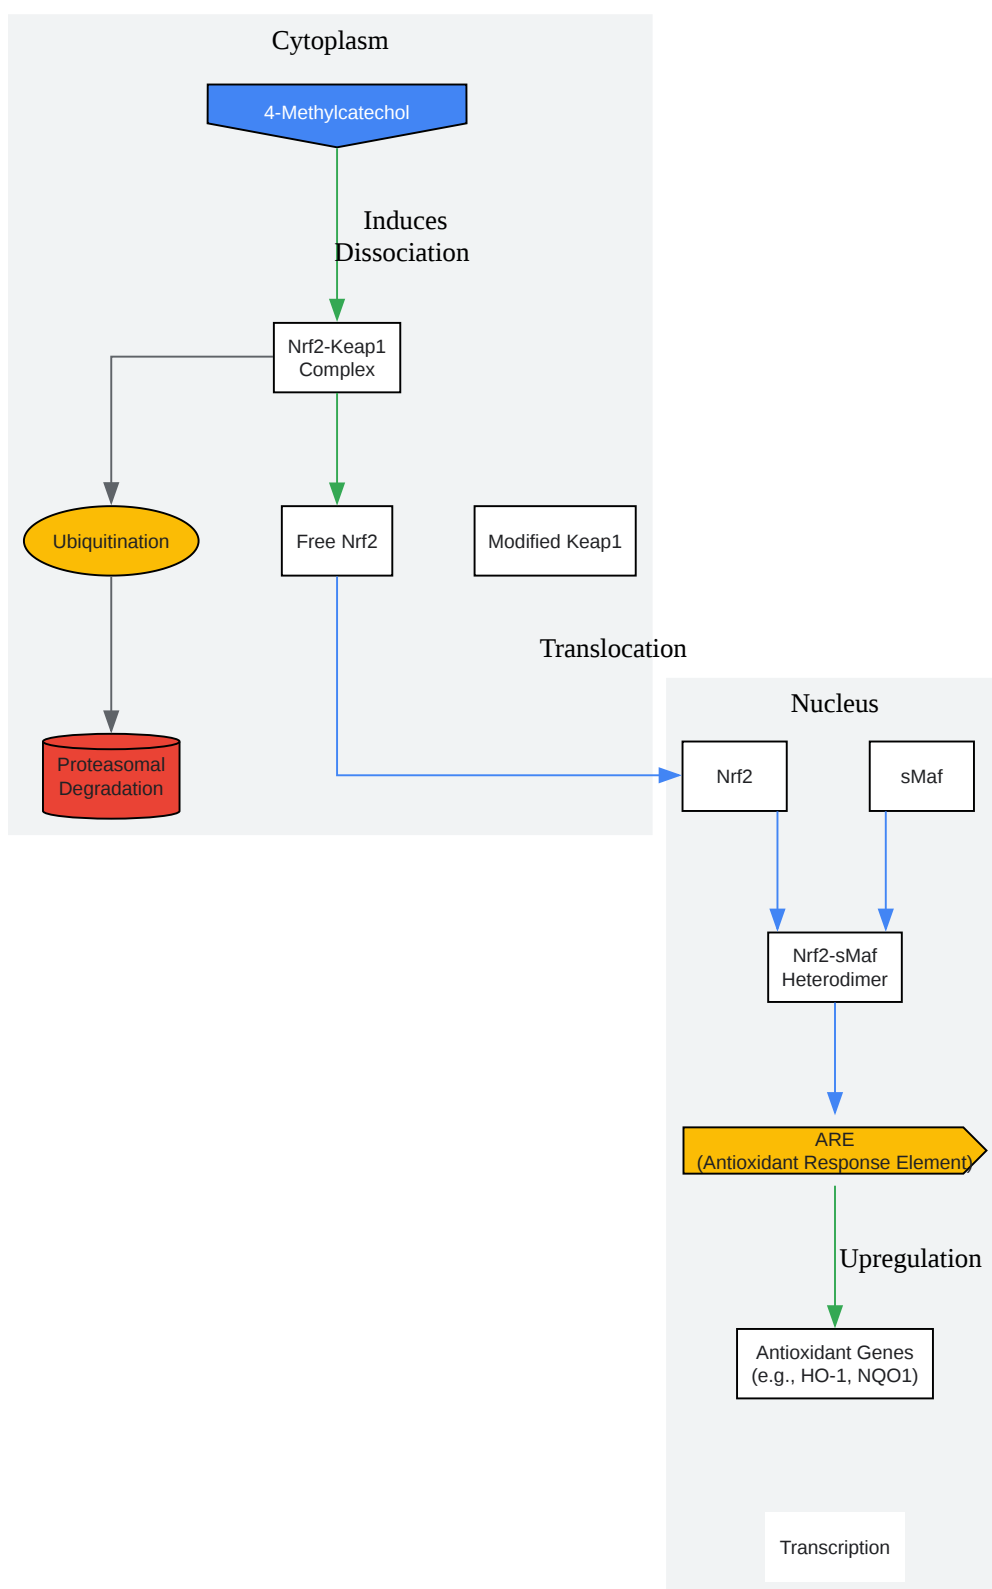 Cytoplasm
4-Methylcatechol
Induces
Dissociation
Nrf2-Keap1
Complex
Ubiquitination
Free Nrf2
Modified Keap1
Translocation
Proteasomal
Degradation
Nucleus
Nrf2
sMaf
Nrf2-sMaf
Heterodimer
ARE
(Antioxidant Response Element)
Upregulation
Antioxidant Genes
(e.g., HO-1, NQO1)
Transcription